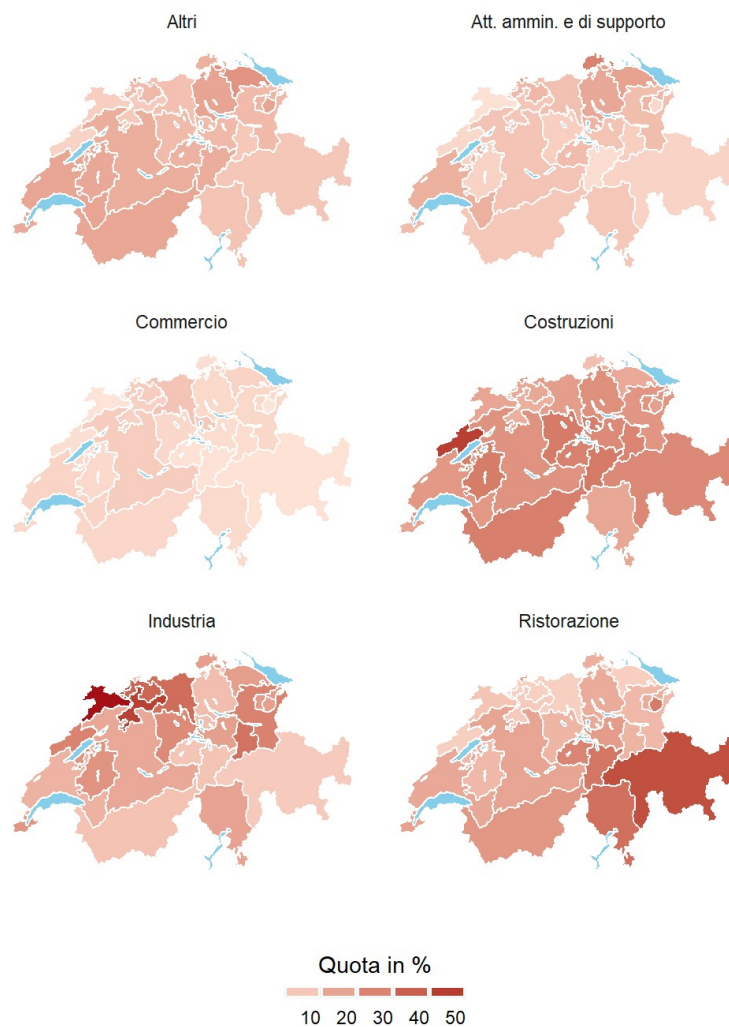 Altri
Att. ammin. e di supporto
Commercio
Costruzioni
Industria
Ristorazione
Quota in %
10 20 30 40 50